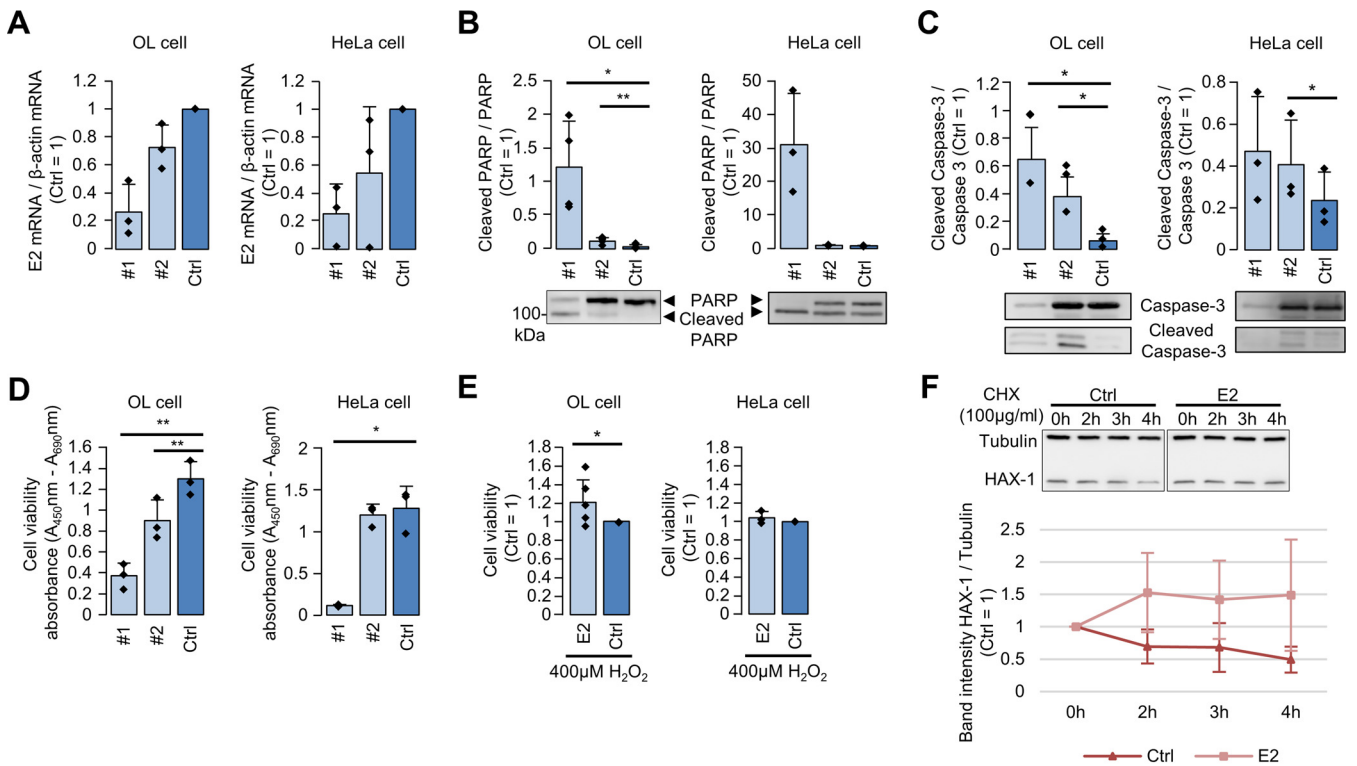 A
OL cell
HeLa cell
E2 mRNA / β-actin mRNA
(Ctrl = 1)
1.2
1
0.8
0.6
0.4
0.2
0
#1
#2
Ctrl
E2 mRNA / β-actin mRNA
(Ctrl = 1)
1.2
1
0.8
0.6
0.4
0.2
0
#1
#2
Ctrl
B
OL cell
HeLa cell
Cleaved PARP / PARP
(Ctrl = 1)
2.5
2
1.5
1
0.5
0
*
**
#1
#2
Ctrl
Cleaved PARP / PARP
(Ctrl = 1)
50
40
30
20
10
0
#1
#2
Ctrl
100
kDa
PARP
Cleaved
PARP
C
OL cell
HeLa cell
Cleaved Caspase-3 /
Caspase 3 (Ctrl = 1)
1.2
1.0
0.8
0.6
0.4
0.2
0
*
*
#1
#2
Ctrl
Cleaved Caspase-3 /
Caspase 3 (Ctrl = 1)
0.8
0.6
0.4
0.2
0
*
#1
#2
Ctrl
Caspase-3
Cleaved
Caspase-3
D
OL cell
HeLa cell
Cell viability
absorbance (A450nm - A690nm)
1.6
1.4
1.2
1
0.8
0.6
0.4
0.2
0
**
**
#1
#2
Ctrl
Cell viability
absorbance (A450nm - A690nm)
2
1
1
0
*
#1
#2
Ctrl
E
OL cell
HeLa cell
Cell viability
(Ctrl = 1)
1.8
1.6
1.4
1.2
1
0.8
0.6
0.4
0.2
0
*
E2
Ctrl
400µM H2O2
Cell viability
(Ctrl = 1)
1.8
1.6
1.4
1.2
1
0.8
0.6
0.4
0.2
0
E2
Ctrl
400µM H2O2
F
CHX
(100µg/ml)
Ctrl
E2
0h 2h 3h 4h
0h 2h 3h 4h
Tubulin
HAX-1
Band intensity HAX-1 / Tubulin
(Ctrl = 1)
2.5
2
1.5
1
0.5
0
0h
2h
3h
4h
Ctrl
E2